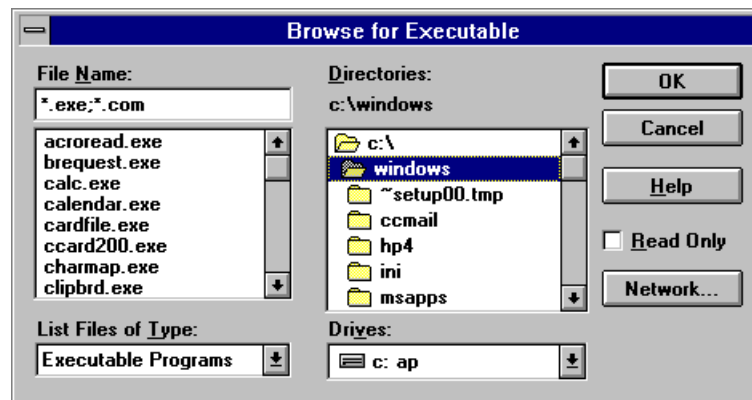 Browse for Executable
File Name:
*.exe;*.com
acroread.exe
brequest.exe
calc.exe
calendar.exe
cardfile.exe
ccard200.exe
charmap.exe
clipbrd.exe
List Files of Type:
Executable Programs
Directories:
c:\windows
c:\
windows
~setup00.tmp
ccmail
hp4
ini
msapps
Drives:
c: ap
OK
Cancel
Help
Read Only
Network...